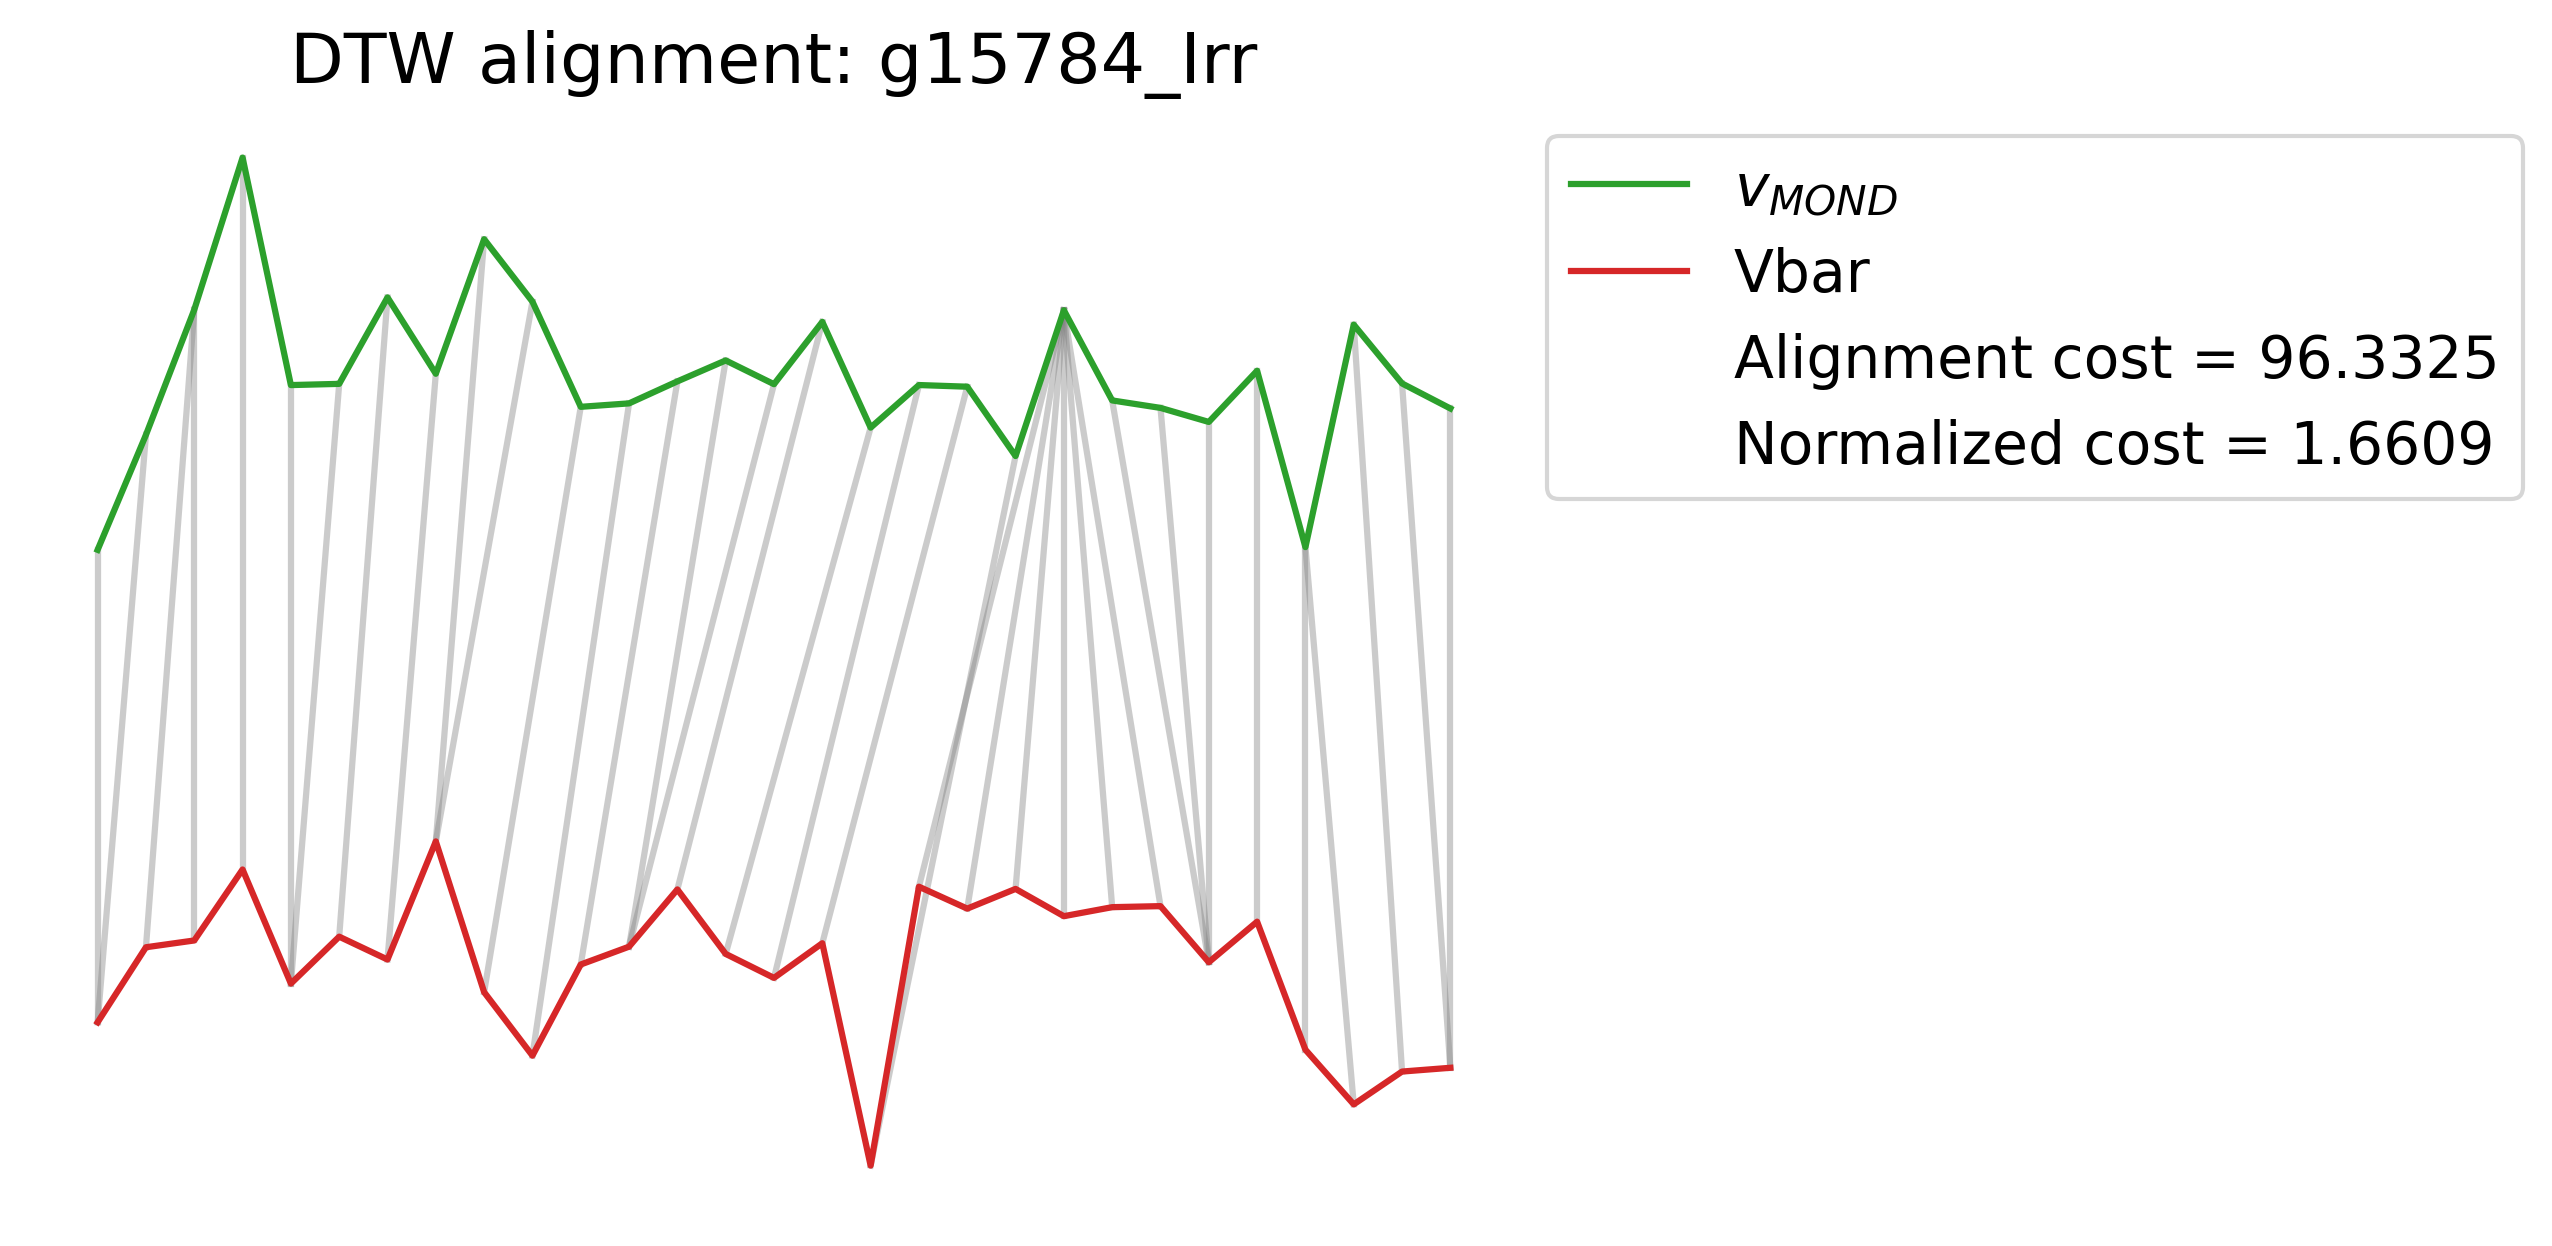 DTW alignment: g15784_Irr
v_MOND
Vbar
Alignment cost = 96.3325
Normalized cost = 1.6609